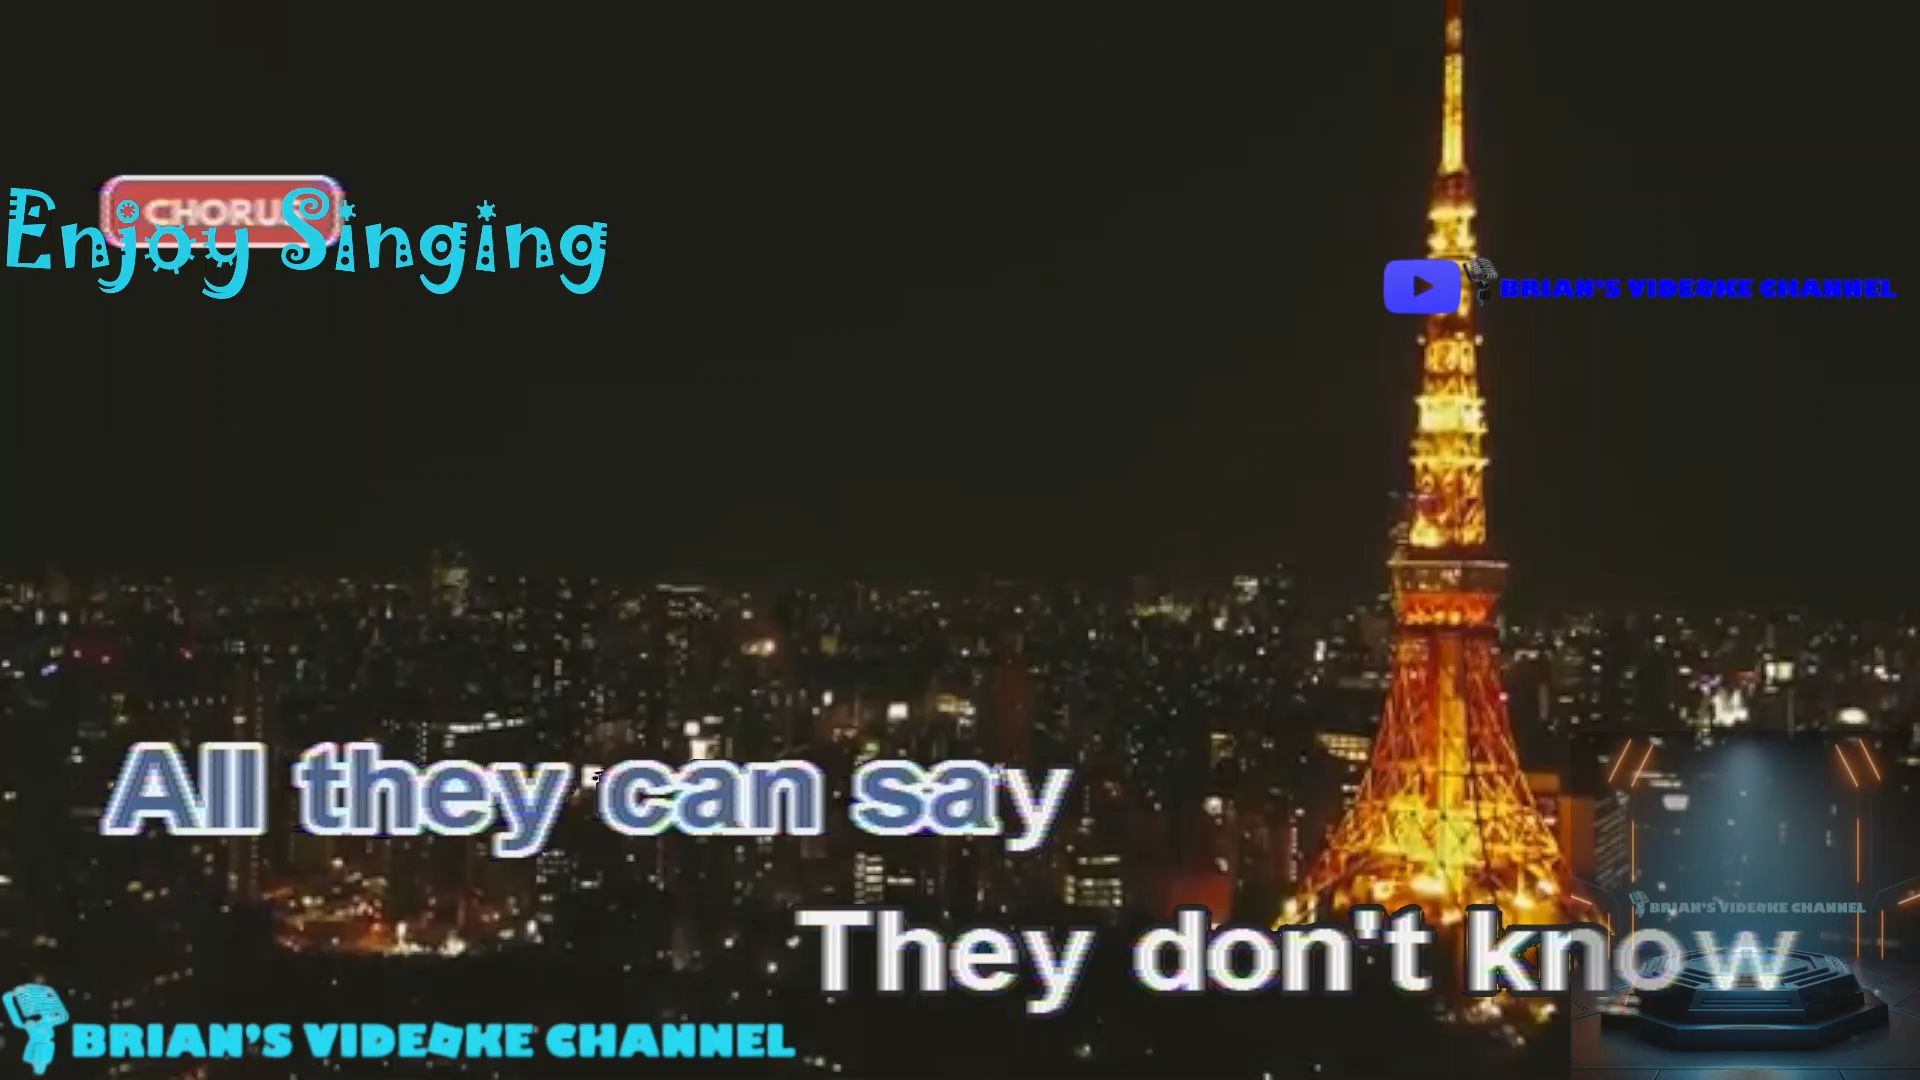 CHORUS
Enjoy Singing
BRIAN'S VIDEOKE CHANNEL
All they can say
BRIAN'S VIDEOKE CHANNEL
They don't know
BRIAN'S VIDEOKE CHANNEL